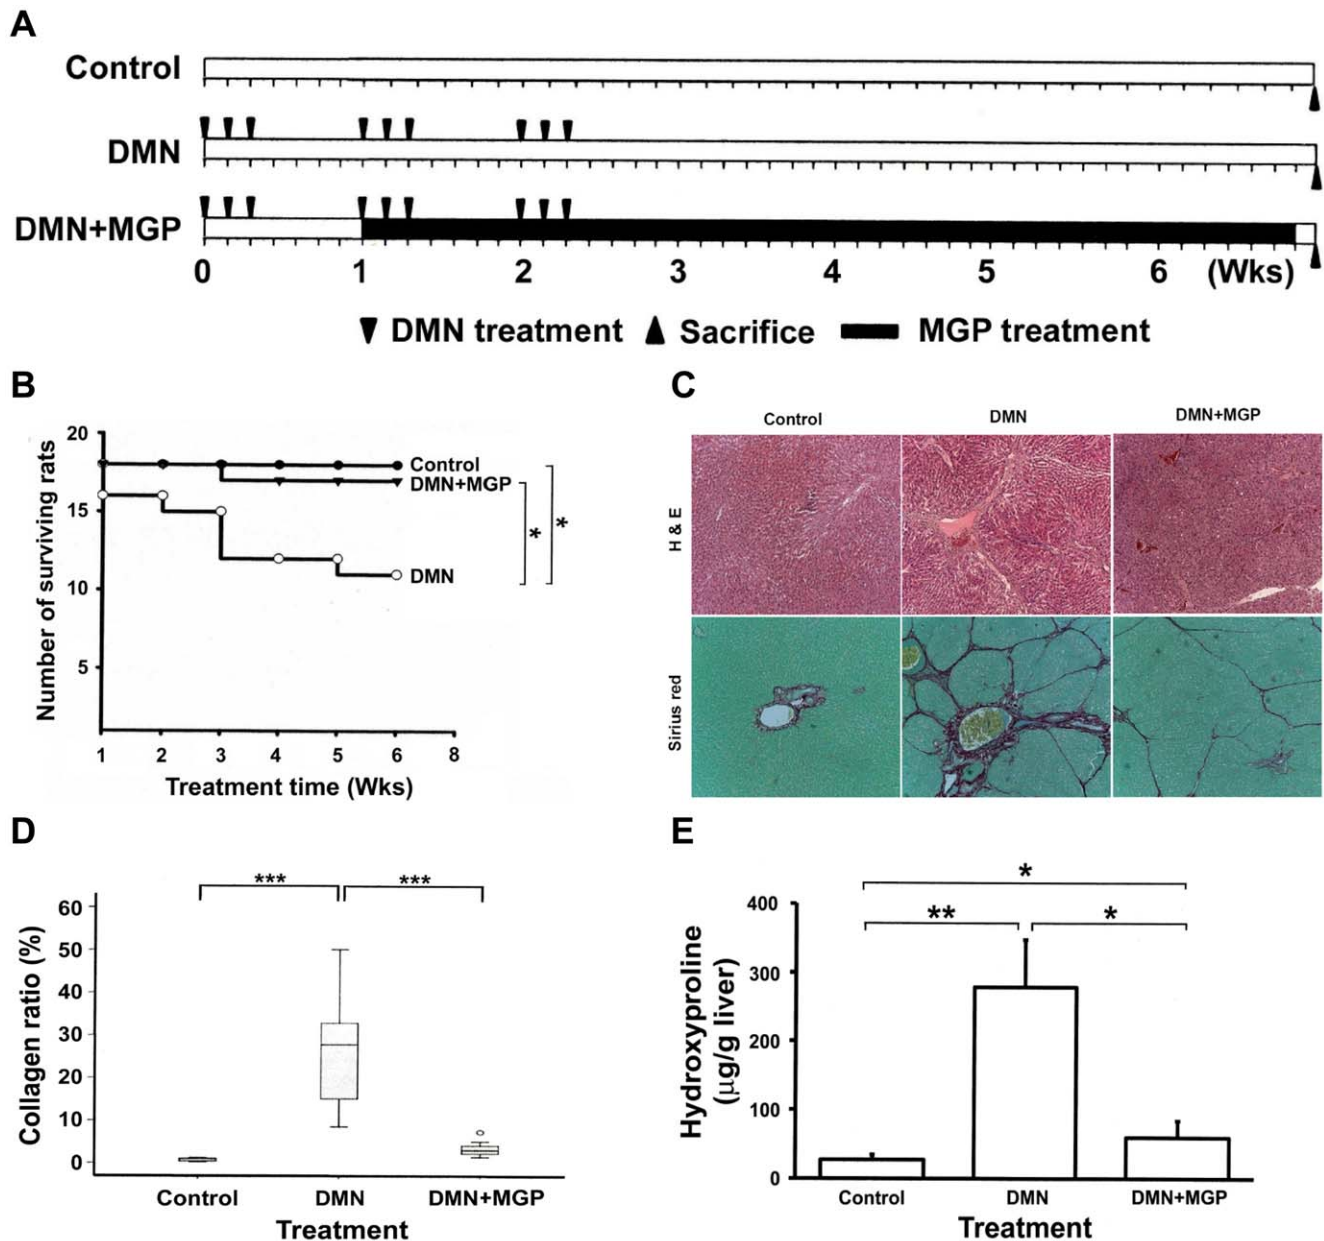 A
Control
DMN
DMN+MGP
0 1 2 3 4 5 6 (Wks)
DMN treatment Sacrifice MGP treatment
B
Number of surviving rats
20
15
10
5
Control
DMN+MGP
DMN
*
*
1 2 3 4 5 6 8
Treatment time (Wks)
C
Control DMN DMN+MGP
H & E
Sirius red
D
Collagen ratio (%)
60
50
40
30
20
10
0
*** ***
Control DMN DMN+MGP
Treatment
E
Hydroxyproline
(μg/g liver)
400
300
200
100
0
*
** *
Control DMN DMN+MGP
Treatment